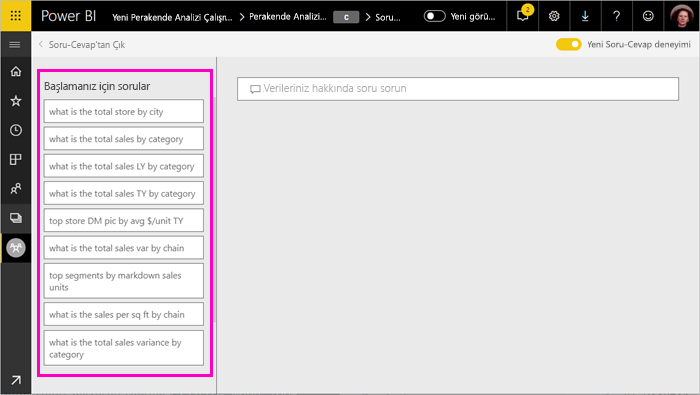 Power BI
Yeni Perakende Analizi Çalışm...
Perakende Analizi...
C
Soru...
Yeni görü...
2
Soru-Cevap'tan Çık
Yeni Soru-Cevap deneyimi
Başlamanız için sorular
what is the total store by city
what is the total sales by category
what is the total sales LY by category
what is the total sales TY by category
top store DM pic by avg $/unit TY
what is the total sales var by chain
top segments by markdown sales
units
what is the sales per sq ft by chain
what is the total sales variance by
category
Verileriniz hakkında soru sorun